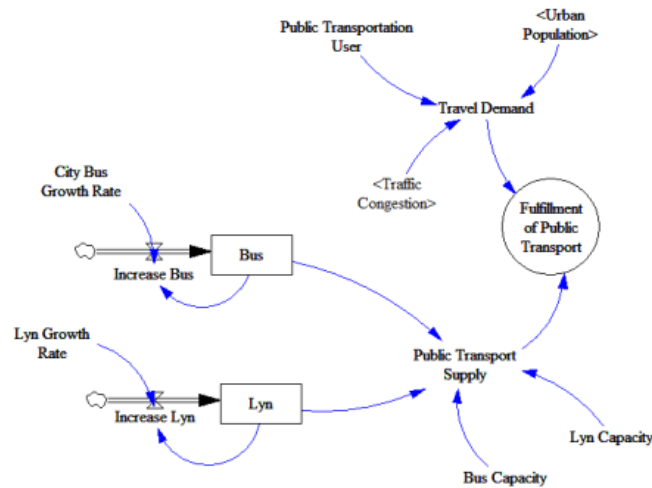 Public Transportation
User
<Urban
Population>
Travel Demand
<Traffic
Congestion>
City Bus
Growth Rate
Fulfillment
of Public
Transport
Bus
Increase Bus
Lyn Growth
Rate
Public Transport
Supply
Lyn
Increase Lyn
Lyn Capacity
Bus Capacity